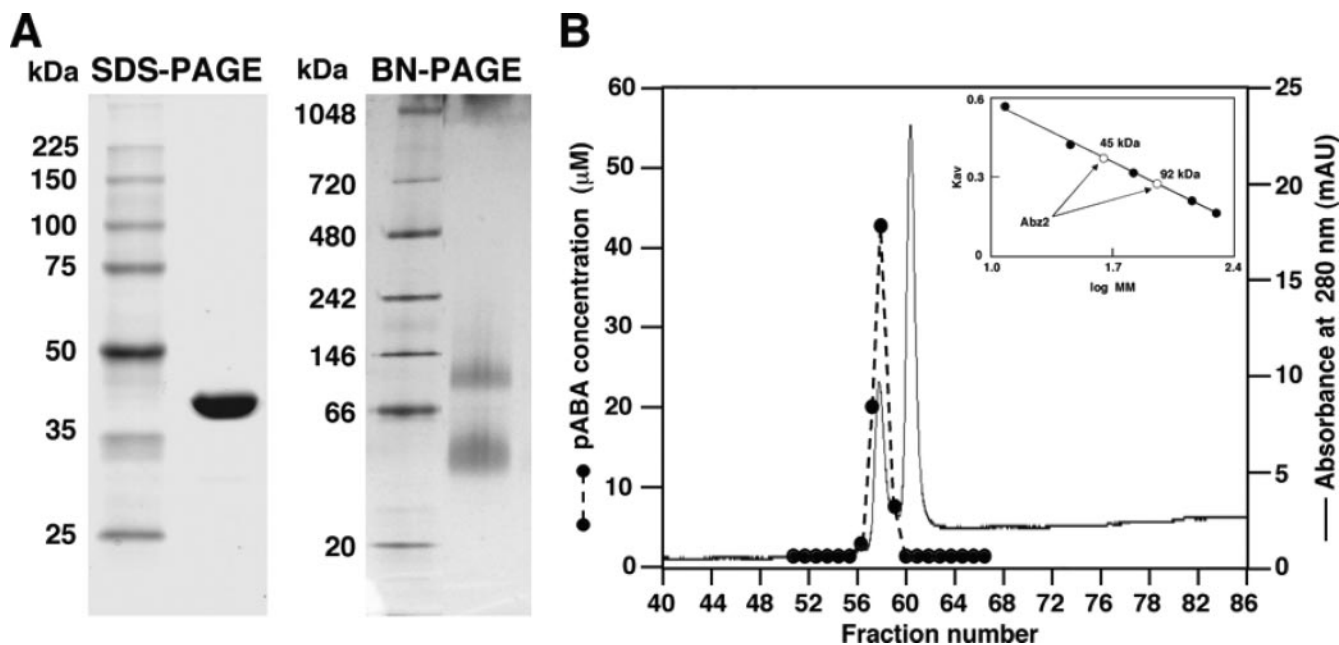 A
kDa SDS-PAGE
225
150
100
75
50
35
25
kDa BN-PAGE
1048
720
480
242
146
66
20
B
pABA concentration (μM)
60
50
40
30
20
10
0
40 44 48 52 56 60 64 68 72 76 78 82 86
Fraction number
25
20
15
10
5
0
Absorbance at 280 nm (mAU)
0.6
0.3
0
Kav
45 kDa
92 kDa
Abz2
1.0 1.7 2.4
log MM